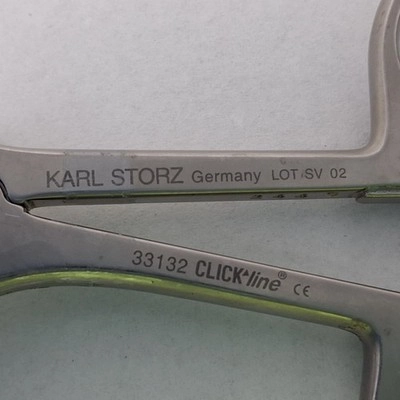 KARL STORZ Germany LOT SV 02
33132 CLICK line® CE